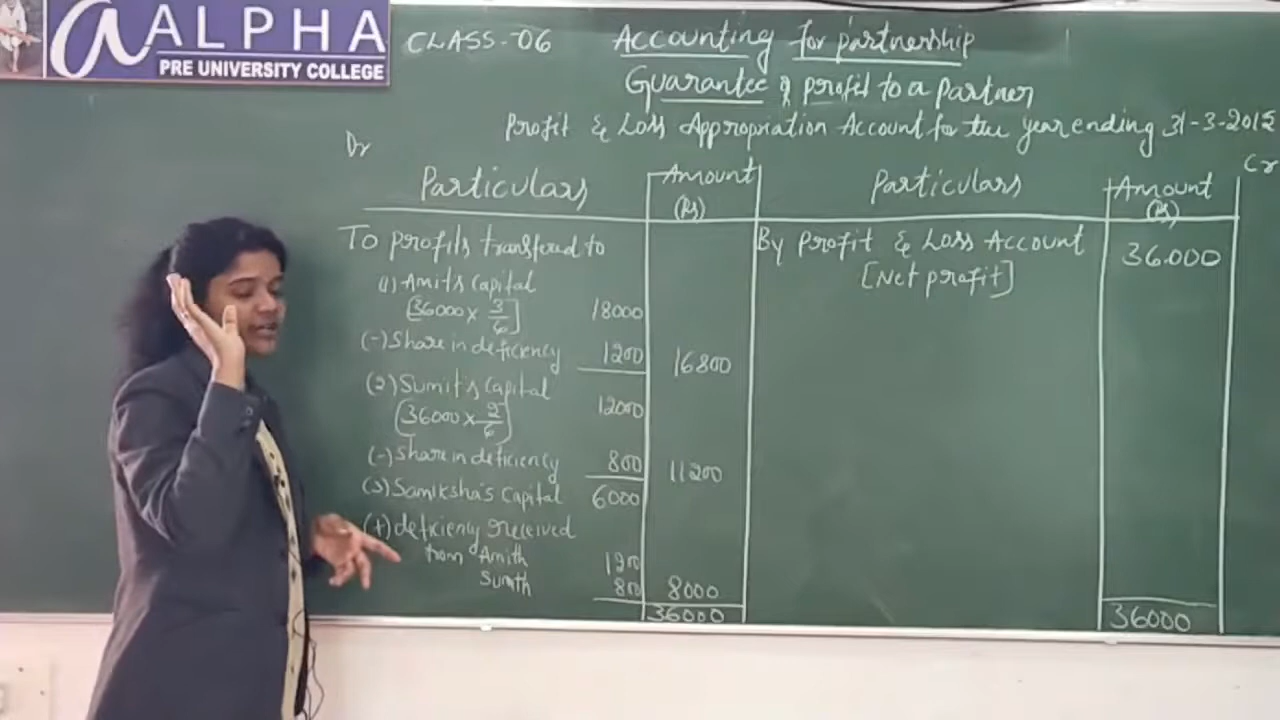 ALPHA
PRE UNIVERSITY COLLEGE
CLASS-06
Accounting for partnership
Guarantee of profit to a partner
Profit & Loss Appropriation Account for the year ending 31-3-2015
Dr
Cr
Particulars Amount (Rs) Particulars Amount (Rs)
To profits transferred to
By Profit & Loss Account 36000
[Net profit]
(1) Amit's Capital
[36000 x 3/6] 18000
(-) Share in deficiency 1200 16800
(2) Sumit's Capital
[36000 x 2/6] 12000
(-) Share in deficiency 800 11200
(3) Samiksha's Capital 6000
(+) deficiency received
from Amith 1200
Sumith 800 8000
36000 36000